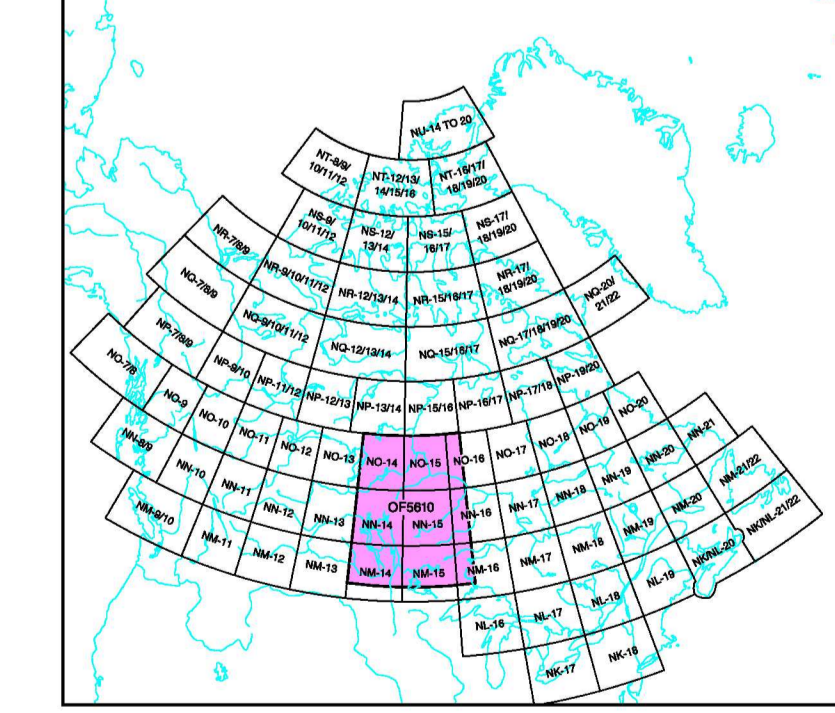 NU-14 TO 20
NT-8/9/
10/11/12
NT-12/13/
14/15/16
NT-16/17/
18/19/20
NS-9/
10/11/12
NS-12/
13/14
NS-15/
16/17
NS-17/
18/19/20
NR-7/8/9
NR-9/10/11/12
NR-12/13/14
NR-15/16/17
NR-17/
18/19/20
NQ-7/8/9
NQ-9/10/11/12
NQ-12/13/14
NQ-15/16/17
NQ-17/18/19/20
NQ-20/
21/22
NP-7/8/9
NP-9/10
NP-11/12
NP-12/13
NP-13/14
NP-15/16
NP-16/17
NP-17/18
NP-19/20
NO-7/8
NO-9
NO-10
NO-11
NO-12
NO-13
NO-14
NO-15
NO-16
NO-17
NO-18
NO-19
NO-20
OF5610
NN-8/9
NN-10
NN-11
NN-12
NN-13
NN-14
NN-15
NN-16
NN-17
NN-18
NN-19
NN-20
NN-21
NM-9/10
NM-11
NM-12
NM-13
NM-14
NM-15
NM-16
NM-17
NM-18
NM-19
NM-20
NM-21/22
NL-16
NL-17
NL-18
NL-19
NK/NL-20
NK/NL-21/22
NK-17
NK-18